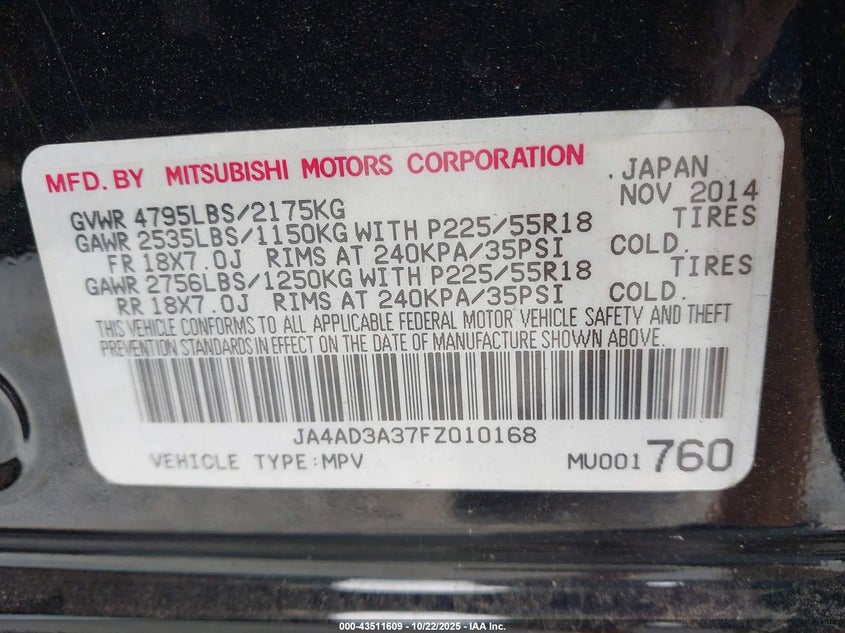 MFD. BY MITSUBISHI MOTORS CORPORATION . JAPAN
GVWR 4795LBS/2175KG NOV 2014
GAWR 2535LBS/1150KG WITH P225/55R18 TIRES
FR 18X7.0J RIMS AT 240KPA/35PSI COLD.
GAWR 2756LBS/1250KG WITH P225/55R18 TIRES
RR 18X7.0J RIMS AT 240KPA/35PSI COLD.
THIS VEHICLE CONFORMS TO ALL APPLICABLE FEDERAL MOTOR VEHICLE SAFETY AND THEFT
PREVENTION STANDARDS IN EFFECT ON THE DATE OF MANUFACTURE SHOWN ABOVE.
JA4AD3A37FZ010168
VEHICLE TYPE:MPV MU001 760
000-43511609 - 10/22/2025 - IAA Inc.